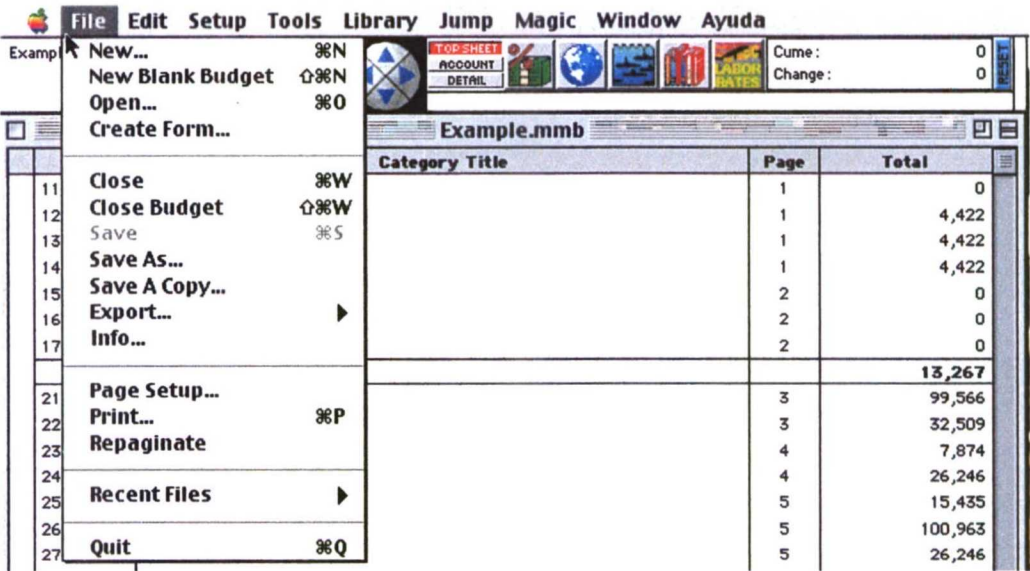 File Edit Setup Tools Library Jump Magic Window Ayuda
Exampl
New... ⌘N
New Blank Budget ⇧⌘N
Open... ⌘O
Create Form...
Close ⌘W
Close Budget ⇧⌘W
Save ⌘S
Save As...
Save A Copy...
Export...
Info...
Page Setup...
Print... ⌘P
Repaginate
Recent Files
Quit ⌘Q
TOPSHEET
ACCOUNT
DETAIL
LABOR
RATES
Cume: 0
Change: 0
RESET
Example.mmb
Category Title Page Total
11 1 0
12 1 4,422
13 1 4,422
14 1 4,422
15 2 0
16 2 0
17 2 0
13,267
21 3 99,566
22 3 32,509
23 4 7,874
24 4 26,246
25 5 15,435
26 5 100,963
27 5 26,246